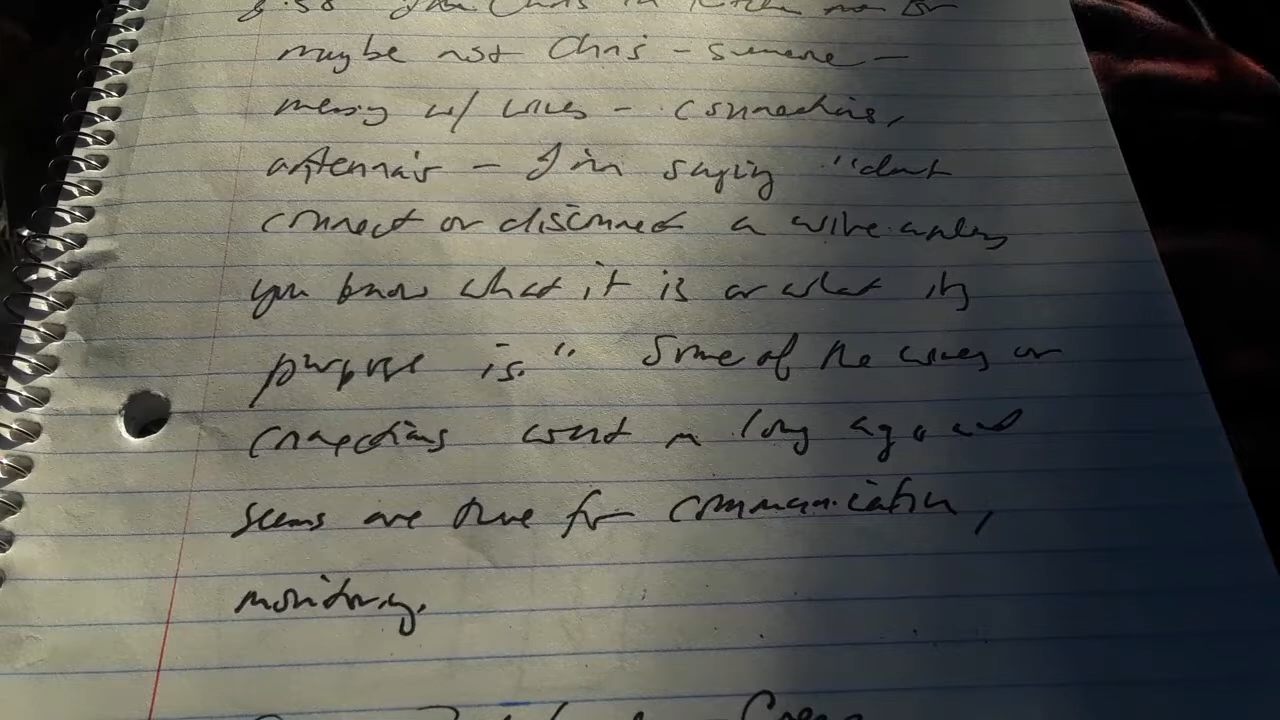 maybe not Chris - someone -
messing w/ wires - connections,
antenna's - I'm saying "dont
connect or disconnect a wire unless
you know what it is or what its
purpose is." Some of the wires or
connections went in long ago and
seems are there for communication,
monitoring.